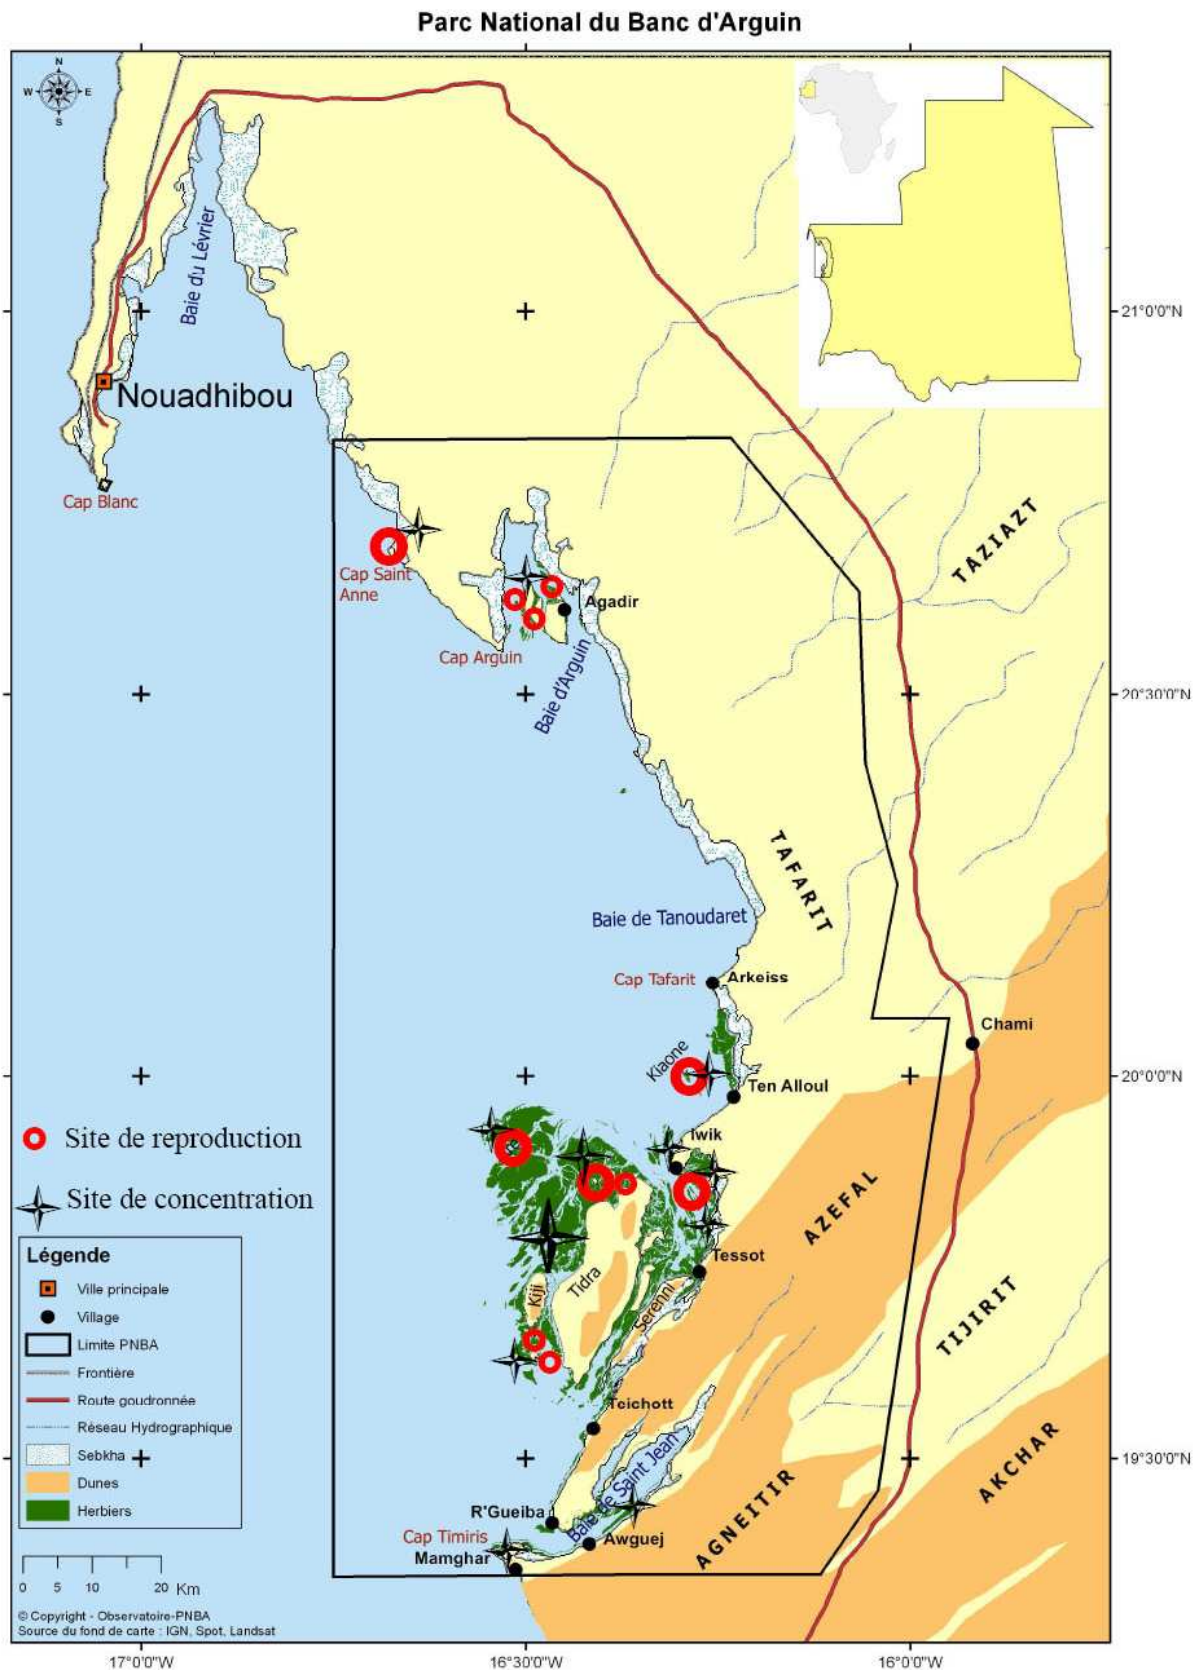 Parc National du Banc d'Arguin
N
W
E
S
Baie du Lévrier
21°0'0"N
Nouadhibou
Cap Blanc
TAZIAZT
Cap Saint
Anne
Agadir
Cap Arguin
Baie d'Arguin
20°30'0"N
TAFARIT
Baie de Tanoudaret
Cap Tafarit
Arkeiss
Chami
Kiaone
20°0'0"N
Ten Alloul
Site de reproduction
Iwik
Site de concentration
AZEFAL
Tessot
Kiji
Tidra
Serenni
TIJIRIT
Légende
Ville principale
Village
Limite PNBA
Frontière
Route goudronnée
Réseau Hydrographique
Sebkha
Dunes
Herbiers
Teichott
19°30'0"N
Baie de Saint Jean
AKCHAR
AGNEITIR
R'Gueiba
Cap Timiris
Awguej
Mamghar
0 5 10 20 Km
© Copyright - Observatoire-PNBA
Source du fond de carte : IGN, Spot, Landsat
17°0'0"W
16°30'0"W
16°0'0"W